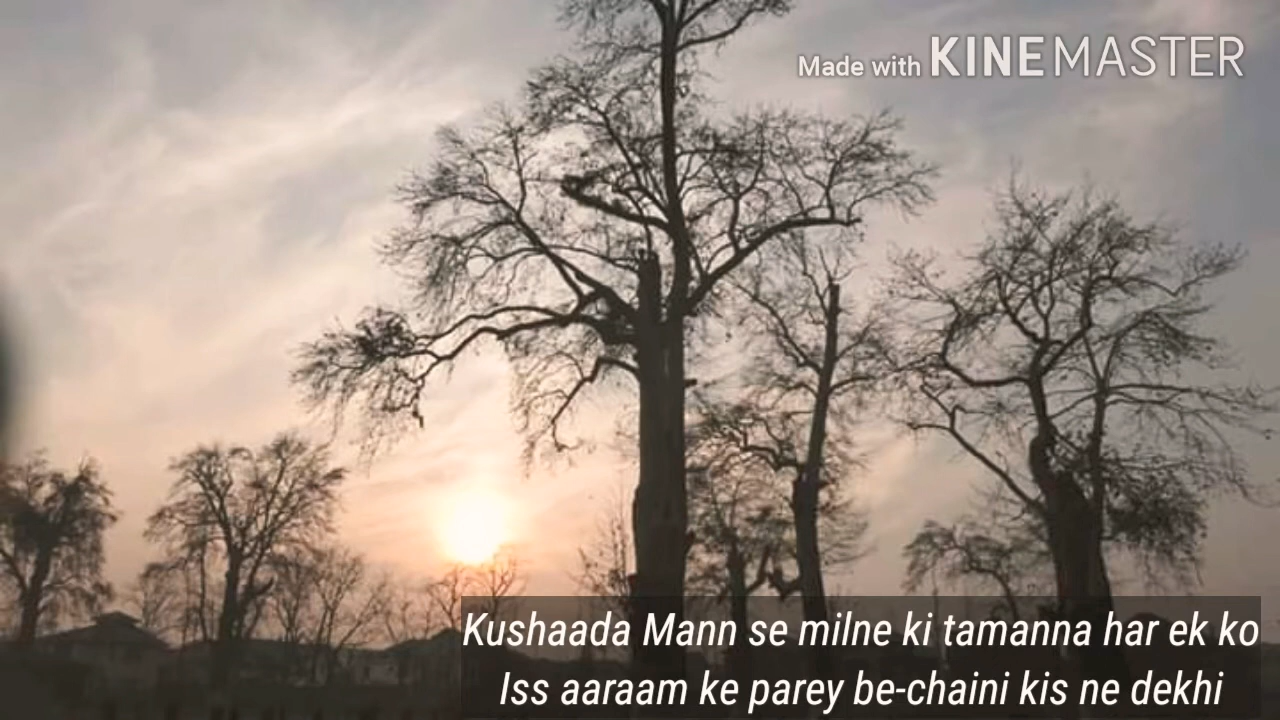 Made with KINEMASTER
Kushaada Mann se milne ki tamanna har ek ko
Iss aaraam ke parey be-chaini kis ne dekhi